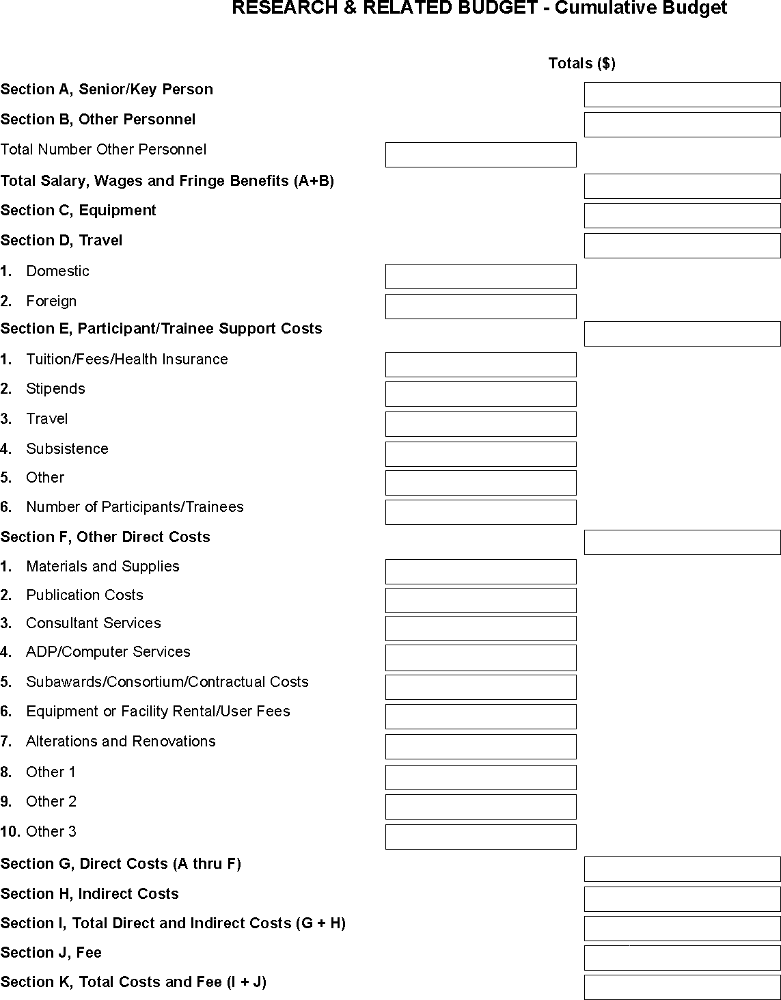 RESEARCH & RELATED BUDGET - Cumulative Budget
Totals ($)
Section A, Senior/Key Person
Section B, Other Personnel
Total Number Other Personnel
Total Salary, Wages and Fringe Benefits (A+B)
Section C, Equipment
Section D, Travel
1. Domestic
2. Foreign
Section E, Participant/Trainee Support Costs
1. Tuition/Fees/Health Insurance
2. Stipends
3. Travel
4. Subsistence
5. Other
6. Number of Participants/Trainees
Section F, Other Direct Costs
1. Materials and Supplies
2. Publication Costs
3. Consultant Services
4. ADP/Computer Services
5. Subawards/Consortium/Contractual Costs
6. Equipment or Facility Rental/User Fees
7. Alterations and Renovations
8. Other 1
9. Other 2
10. Other 3
Section G, Direct Costs (A thru F)
Section H, Indirect Costs
Section I, Total Direct and Indirect Costs (G + H)
Section J, Fee
Section K, Total Costs and Fee (I + J)